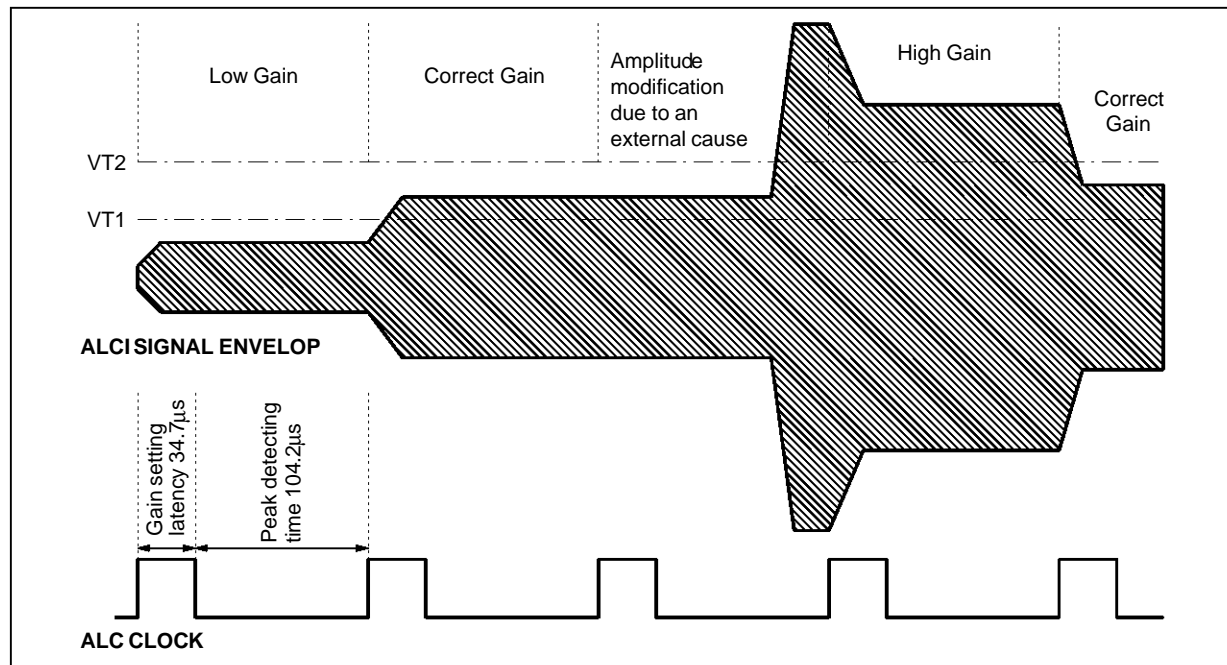 Low Gain
Correct Gain
Amplitude
modification
due to an
external cause
High Gain
Correct
Gain
VT2
VT1
ALCI SIGNAL ENVELOP
Gain setting
latency 34.7µs
Peak detecting
time 104.2µs
ALC CLOCK